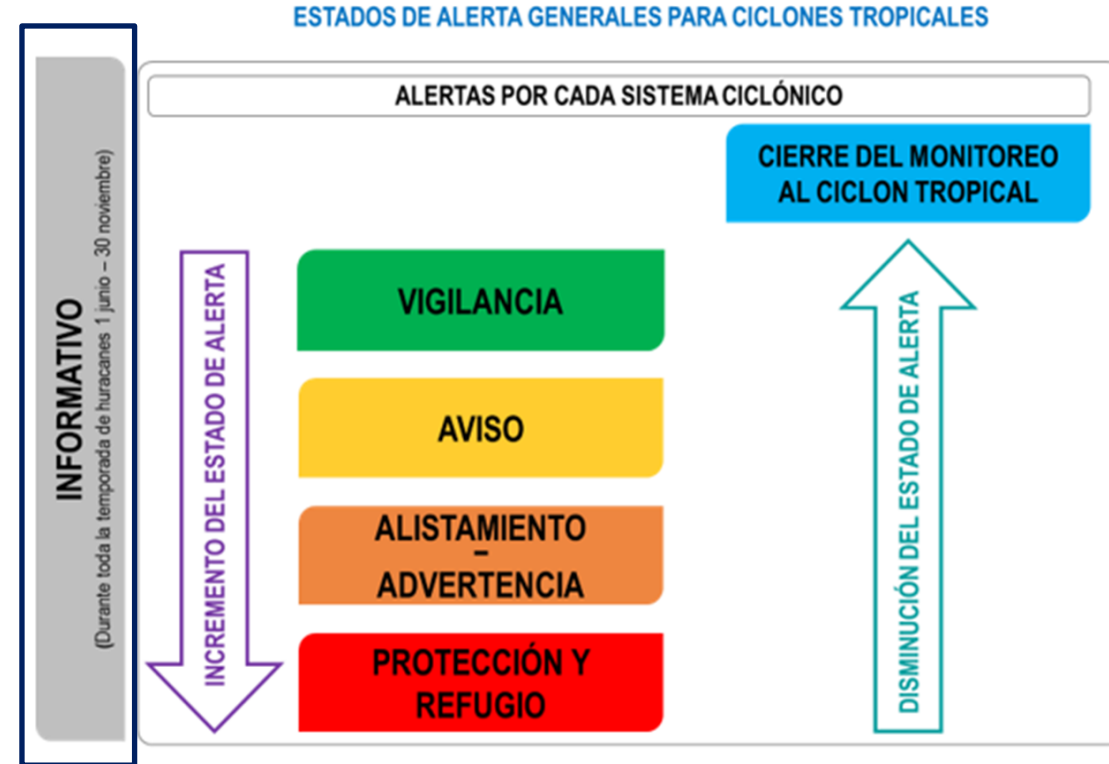 ESTADOS DE ALERTA GENERALES PARA CICLONES TROPICALES
INFORMATIVO
(Durante toda la temporada de huracanes 1 junio – 30 noviembre)
ALERTAS POR CADA SISTEMA CICLÓNICO
CIERRE DEL MONITOREO
AL CICLON TROPICAL
INCREMENTO DEL ESTADO DE ALERTA
VIGILANCIA
AVISO
ALISTAMIENTO
–
ADVERTENCIA
PROTECCIÓN Y
REFUGIO
DISMINUCIÓN DEL ESTADO DE ALERTA